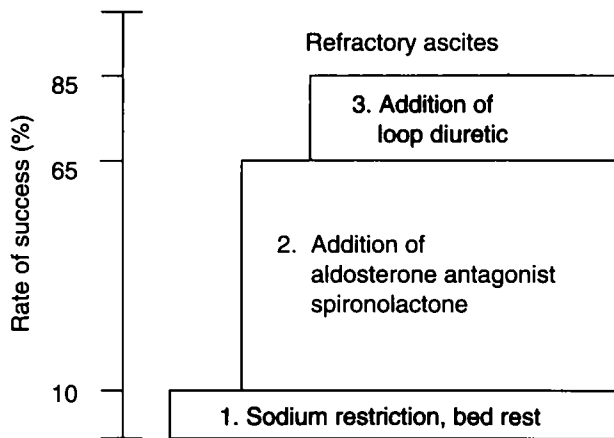 Refractory ascites
85
3. Addition of
loop diuretic
65
Rate of success (%)
2. Addition of
aldosterone antagonist
spironolactone
10
1. Sodium restriction, bed rest